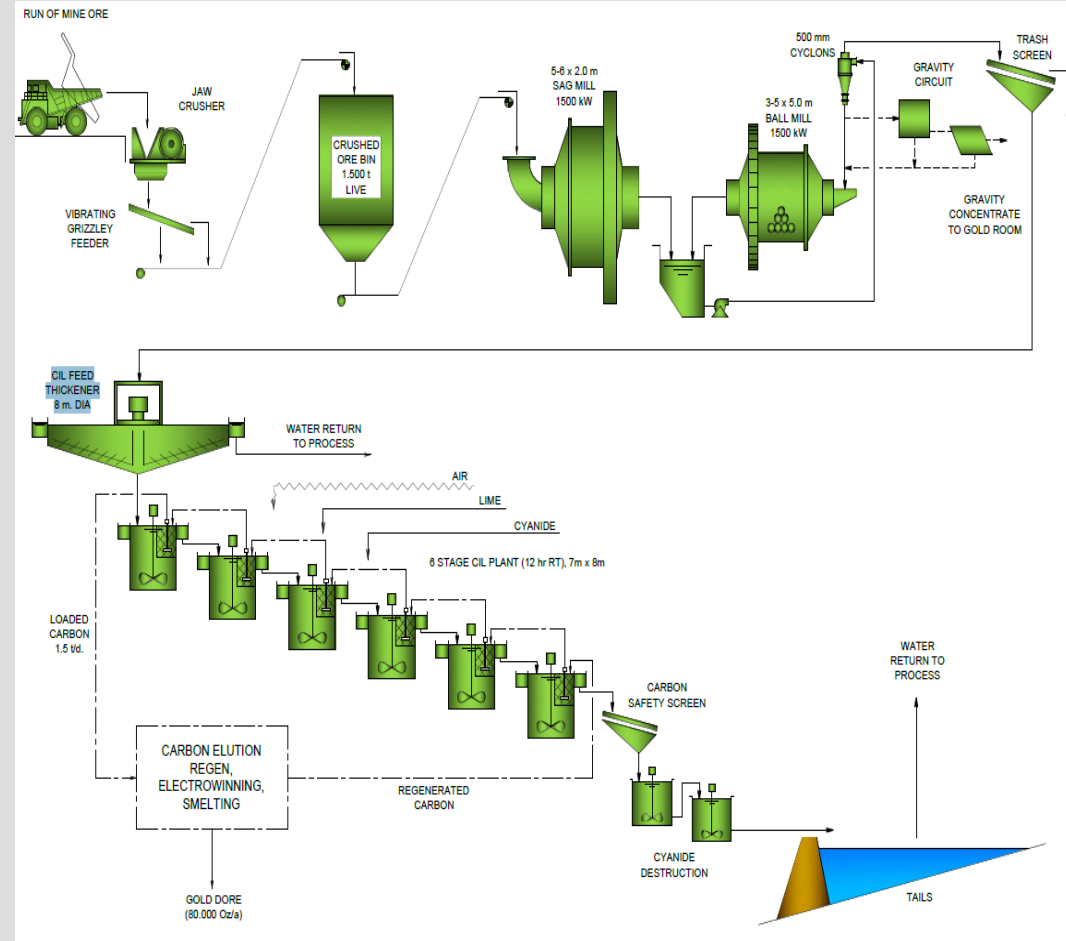 RUN OF MINE ORE
JAW
CRUSHER
VIBRATING
GRIZZLEY
FEEDER
CRUSHED
ORE BIN
1.500 t
LIVE
5-6 x 2.0 m
SAG MILL
1500 kW
3-5 x 5.0 m
BALL MILL
1500 kW
500 mm
CYCLONS
GRAVITY
CIRCUIT
TRASH
SCREEN
GRAVITY
CONCENTRATE
TO GOLD ROOM
CIL FEED
THICKENER
8 m. DIA
WATER RETURN
TO PROCESS
AIR
LIME
CYANIDE
6 STAGE CIL PLANT (12 hr RT), 7m x 8m
LOADED
CARBON
1.5 t/d.
CARBON ELUTION
REGEN,
ELECTROWINNING,
SMELTING
REGENERATED
CARBON
GOLD DORE
(80.000 Oz/a)
CARBON
SAFETY SCREEN
CYANIDE
DESTRUCTION
WATER
RETURN TO
PROCESS
TAILS